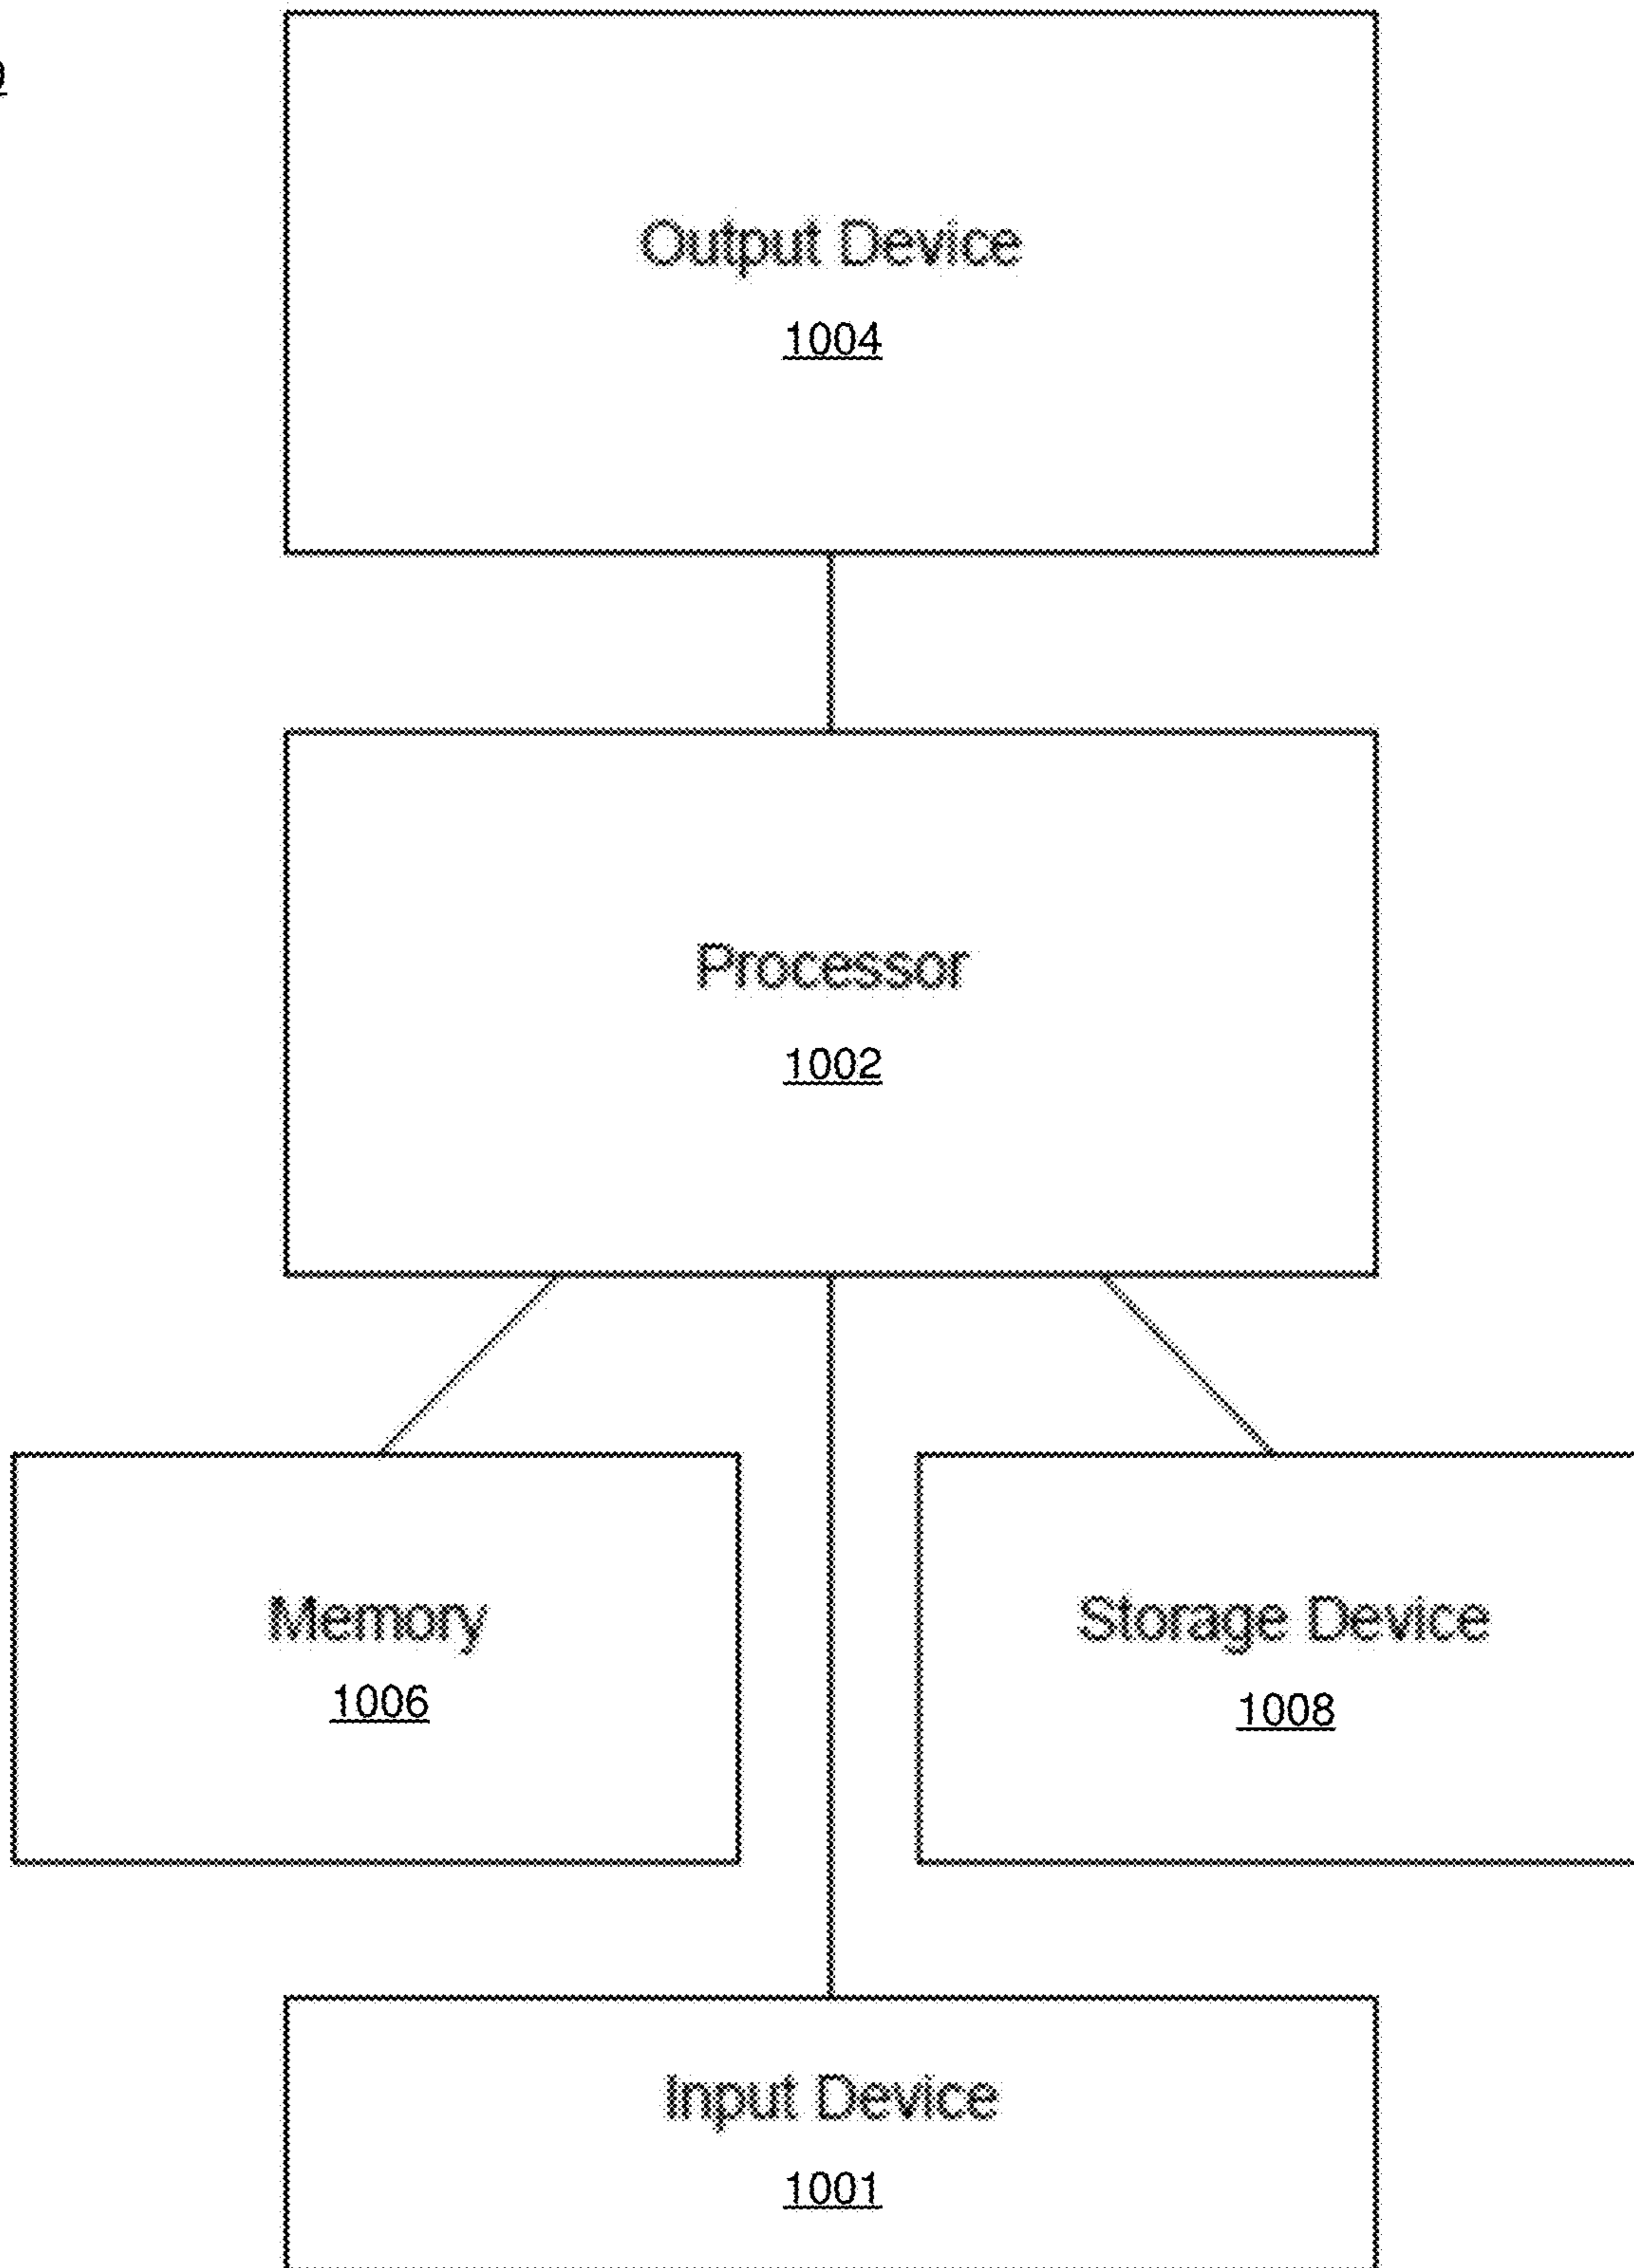 Output Device
1004
Processor
1002
Memory
1006
Storage Device
1008
Input Device
1001